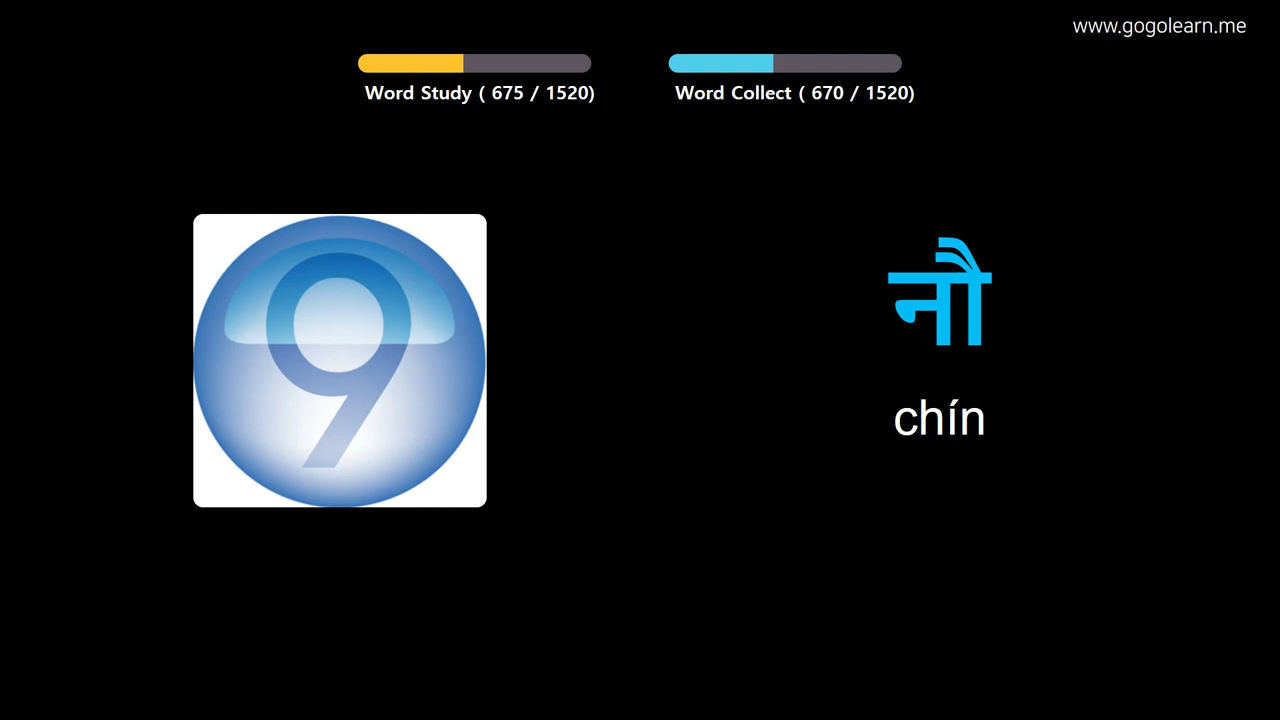 www.gogolearn.me
Word Study ( 675 / 1520)
Word Collect ( 670 / 1520)
9
नौ
chín